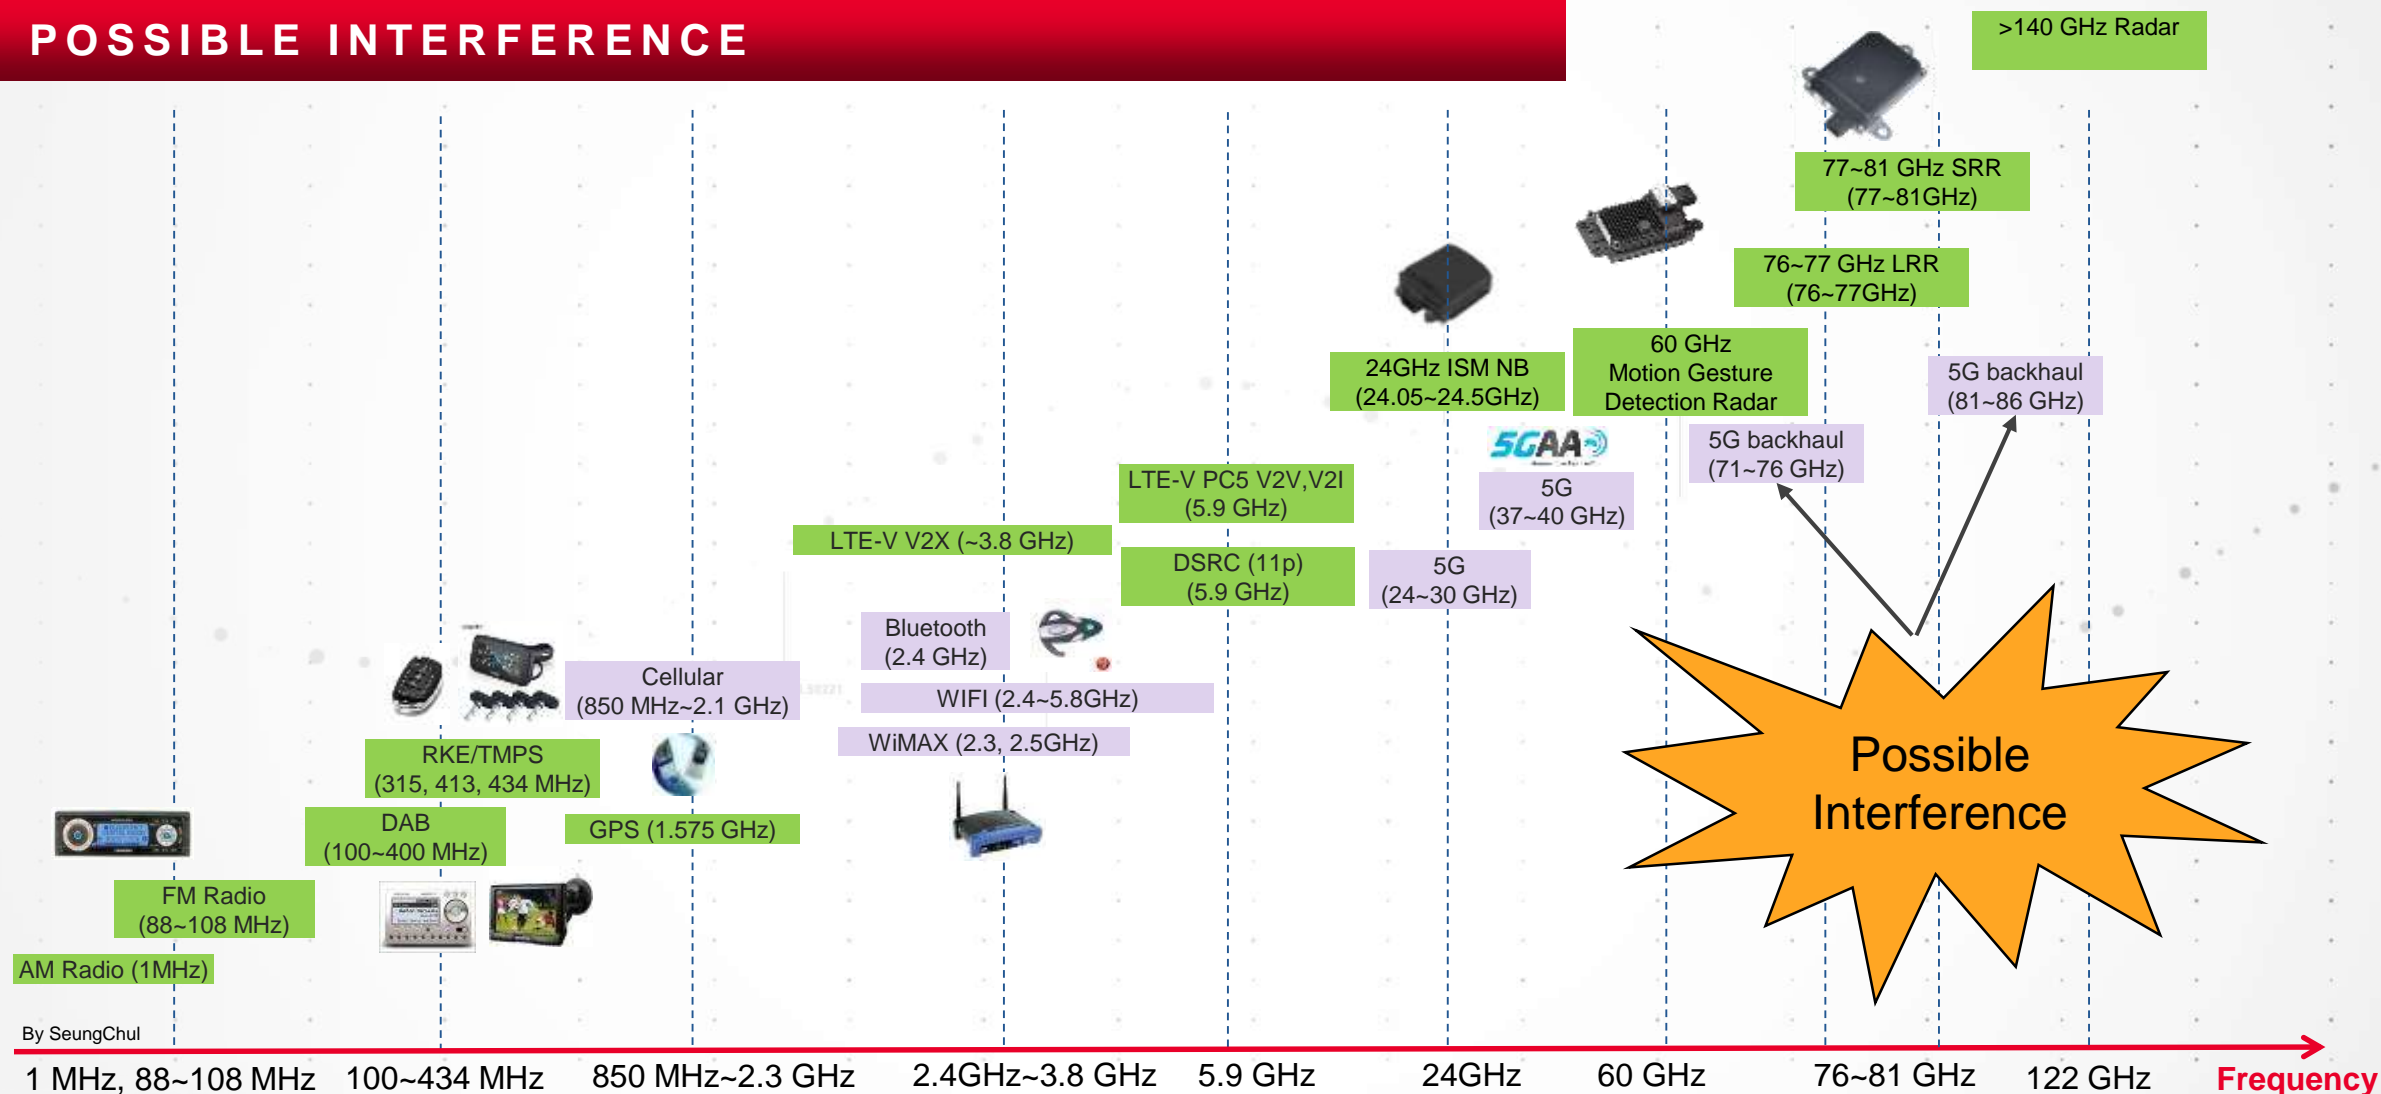 POSSIBLE INTERFERENCE
>140 GHz Radar
77~81 GHz SRR
(77~81GHz)
76~77 GHz LRR
(76~77GHz)
24GHz ISM NB
(24.05~24.5GHz)
60 GHz
Motion Gesture
Detection Radar
5G backhaul
(81~86 GHz)
5GAA
5G backhaul
(71~76 GHz)
LTE-V PC5 V2V,V2I
(5.9 GHz)
5G
(37~40 GHz)
LTE-V V2X (~3.8 GHz)
DSRC (11p)
(5.9 GHz)
5G
(24~30 GHz)
Bluetooth
(2.4 GHz)
Cellular
(850 MHz~2.1 GHz)
WIFI (2.4~5.8GHz)
WiMAX (2.3, 2.5GHz)
RKE/TMPS
(315, 413, 434 MHz)
DAB
(100~400 MHz)
GPS (1.575 GHz)
FM Radio
(88~108 MHz)
AM Radio (1MHz)
Possible
Interference
By SeungChul
1 MHz, 88~108 MHz
100~434 MHz
850 MHz~2.3 GHz
2.4GHz~3.8 GHz
5.9 GHz
24GHz
60 GHz
76~81 GHz
122 GHz
Frequency